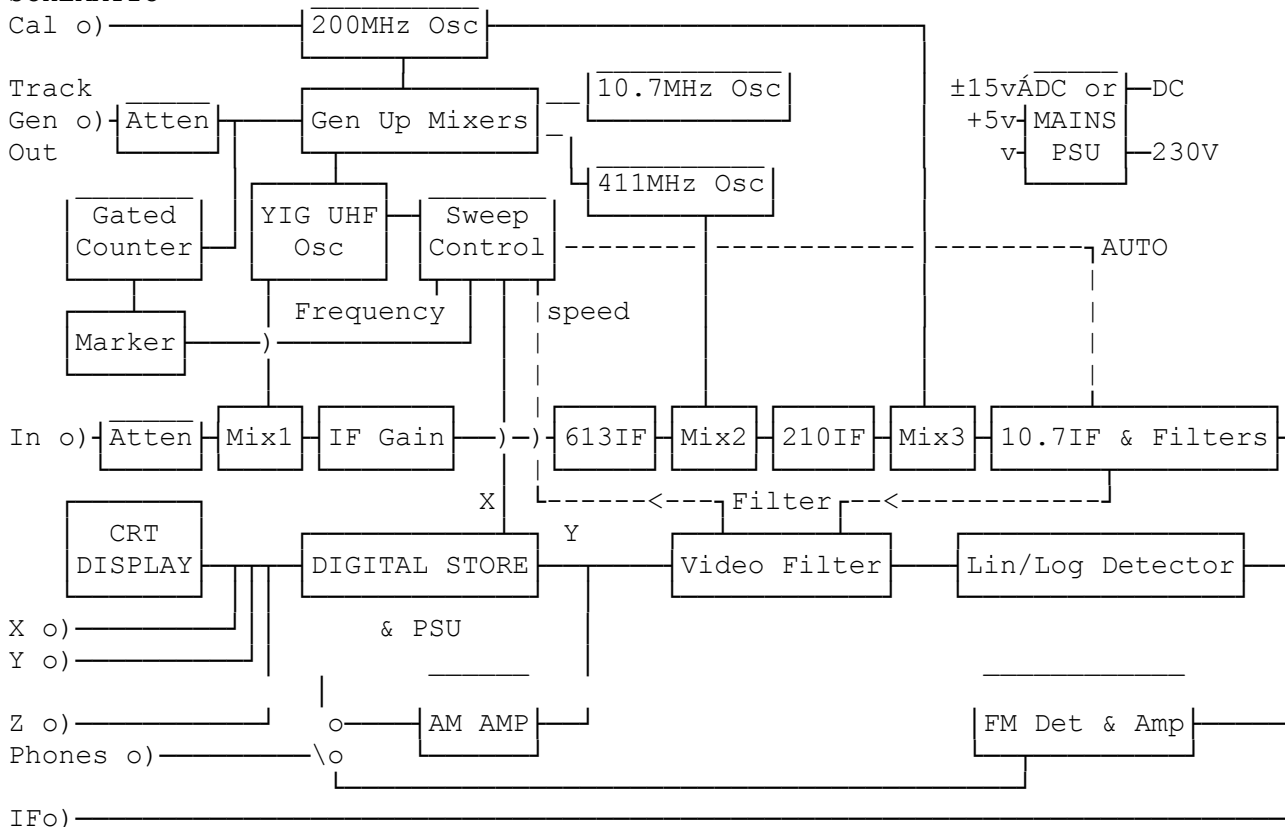 SCHEMATIC
Cal o) 200MHz Osc
Track 10.7MHz Osc ±15vÁDC or DC
Gen o) Atten Gen Up Mixers +5v MAINS
Out v PSU 230V
411MHz Osc
Gated YIG UHF Sweep
Counter Osc Control AUTO
Frequency speed
Marker
In o) Atten Mix1 IF Gain ) ) 613IF Mix2 210IF Mix3 10.7IF & Filters
X < Filter <
CRT Y
DISPLAY DIGITAL STORE Video Filter Lin/Log Detector
X o) & PSU
Y o)
Z o) o AM AMP FM Det & Amp
Phones o) \o
IFo)